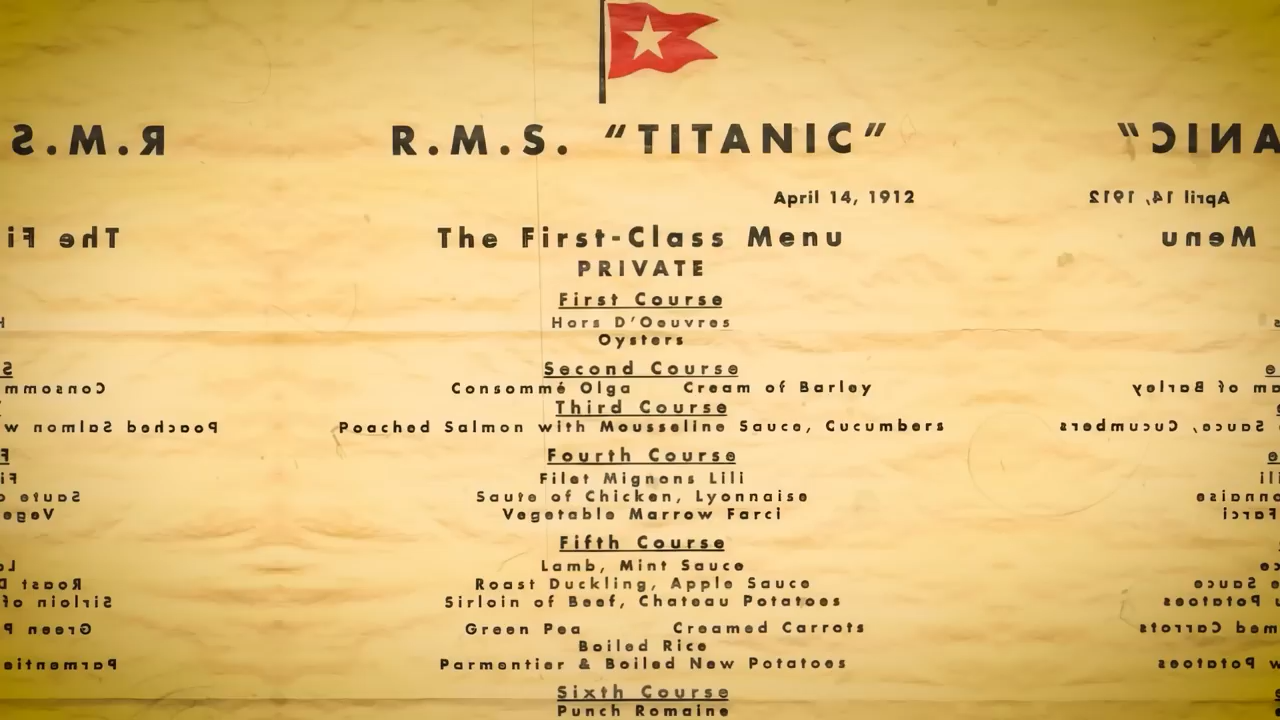 R.M.S. "TITANIC"
April 14, 1912
The First-Class Menu
PRIVATE
First Course
Hors D'Oeuvres
Oysters
Second Course
Consommé Olga Cream of Barley
Third Course
Poached Salmon with Mousseline Sauce, Cucumbers
Fourth Course
Filet Mignons Lili
Saute of Chicken, Lyonnaise
Vegetable Marrow Farci
Fifth Course
Lamb, Mint Sauce
Roast Duckling, Apple Sauce
Sirloin of Beef, Chateau Potatoes
Green Pea Creamed Carrots
Boiled Rice
Parmentier & Boiled New Potatoes
Sixth Course
Punch Romaine